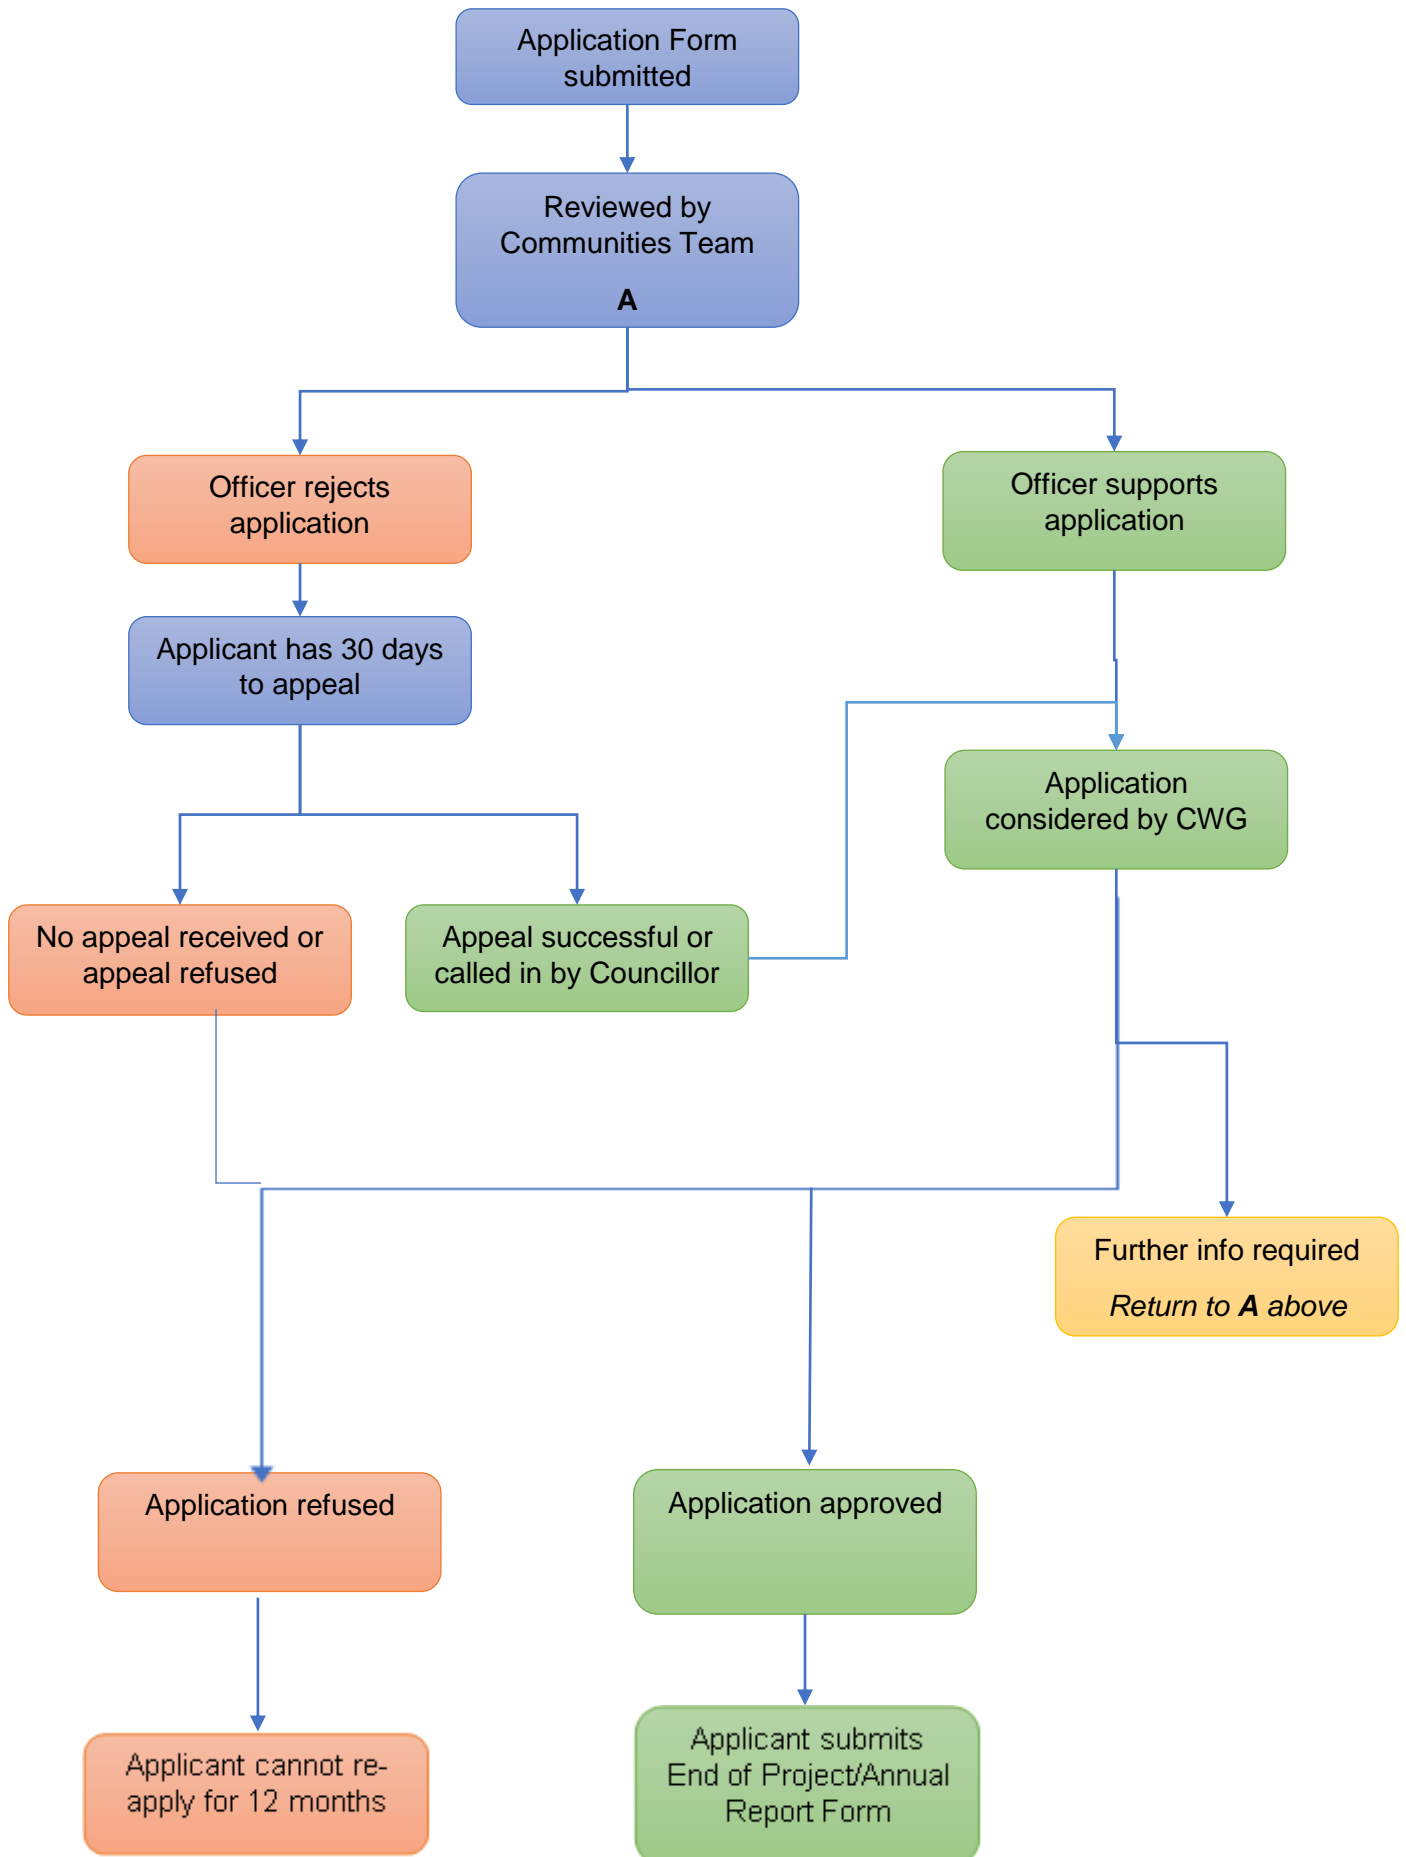 Application Form
submitted
Reviewed by
Communities Team
A
Officer rejects
application
Officer supports
application
Applicant has 30 days
to appeal
Application
considered by CWG
No appeal received or
appeal refused
Appeal successful or
called in by Councillor
Further info required
Return to A above
Application refused
Application approved
Applicant cannot re-
apply for 12 months
Applicant submits
End of Project/Annual
Report Form